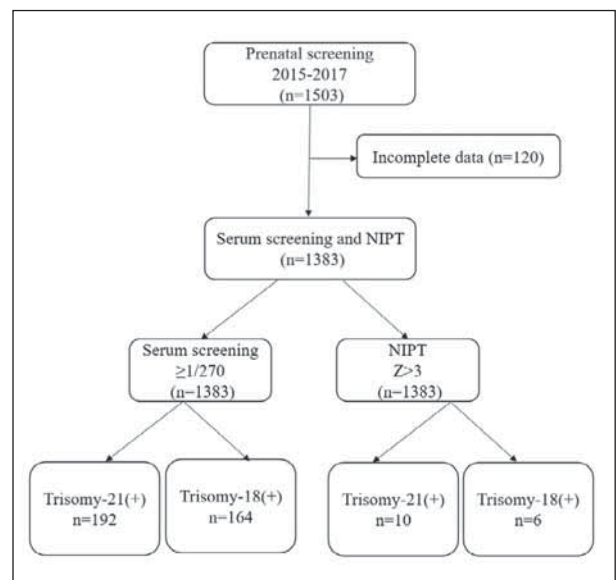 Prenatal screening
2015-2017
(n=1503)
Incomplete data (n=120)
Serum screening and NIPT
(n=1383)
Serum screening
≥1/270
(n−1383)
NIPT
Z>3
(n−1383)
Trisomy-21(+)
n=192
Trisomy-18(+)
n−164
Trisomy-21(+)
n=10
Trisomy-18(+)
n=6